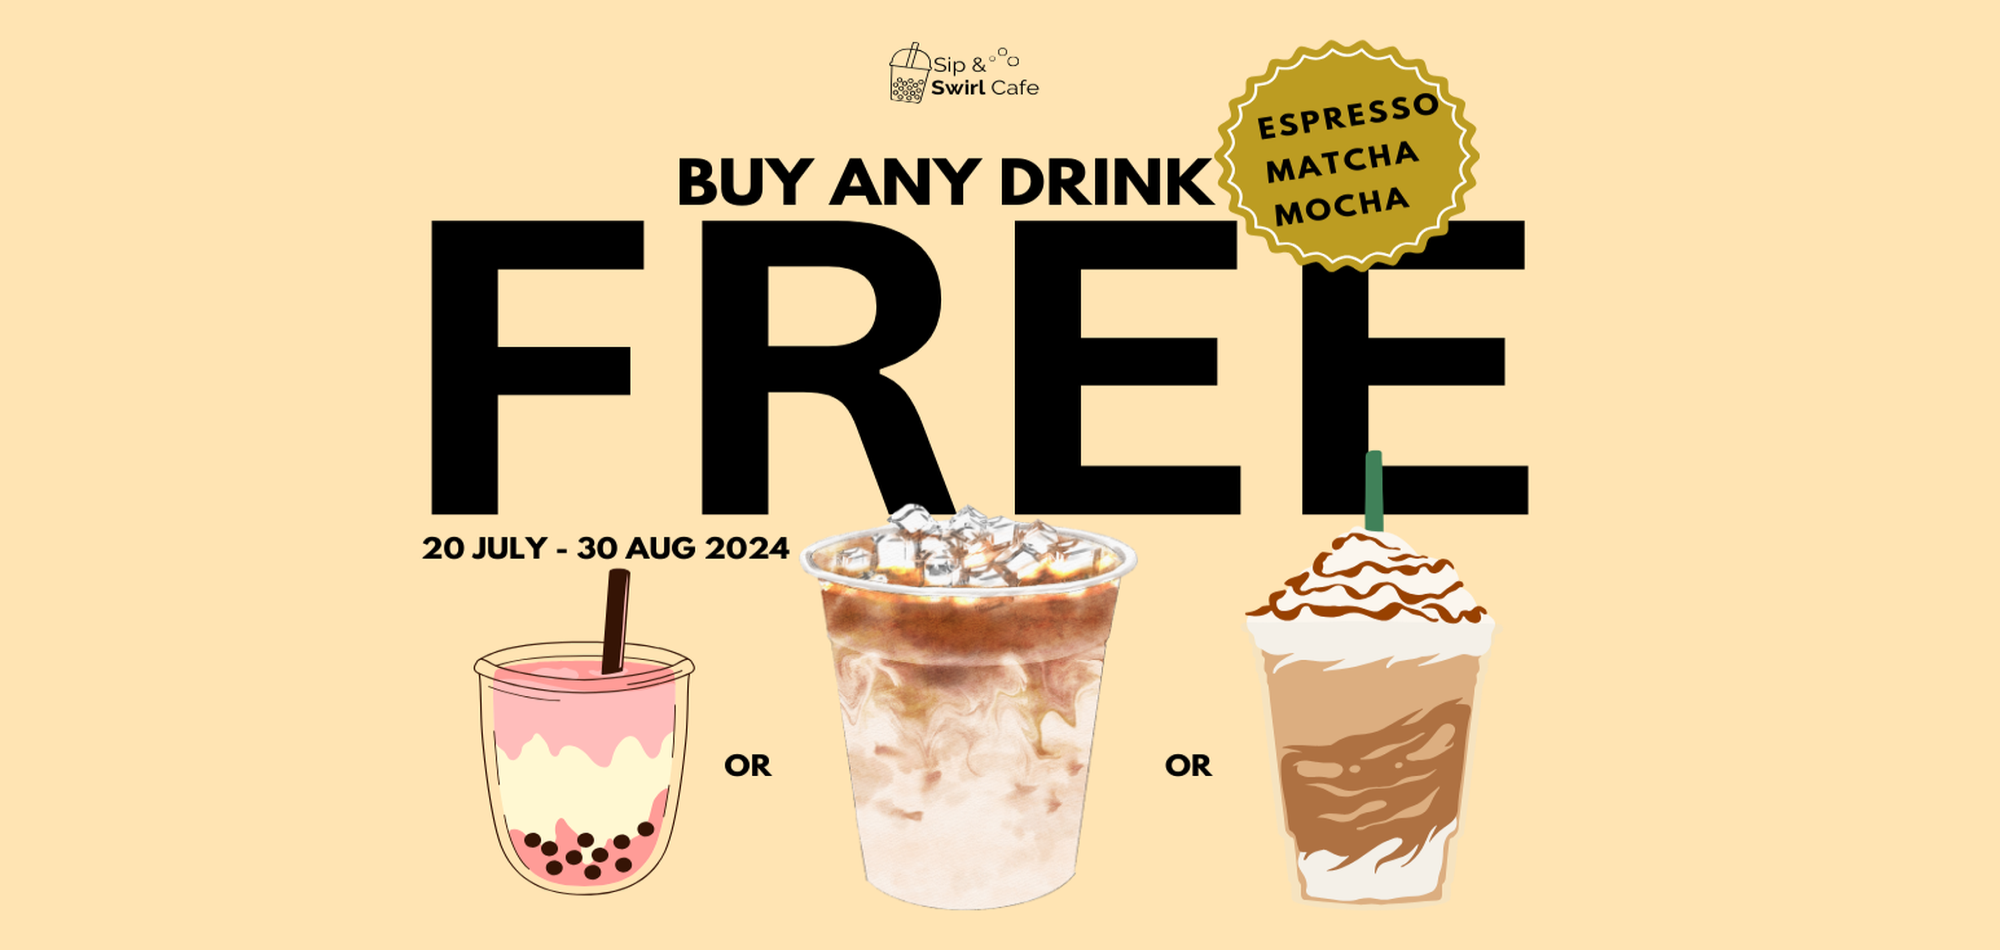 Sip &
Swirl Cafe
ESPRESSO
MATCHA
MOCHA
BUY ANY DRINK
FREE
20 JULY - 30 AUG 2024
OR
OR